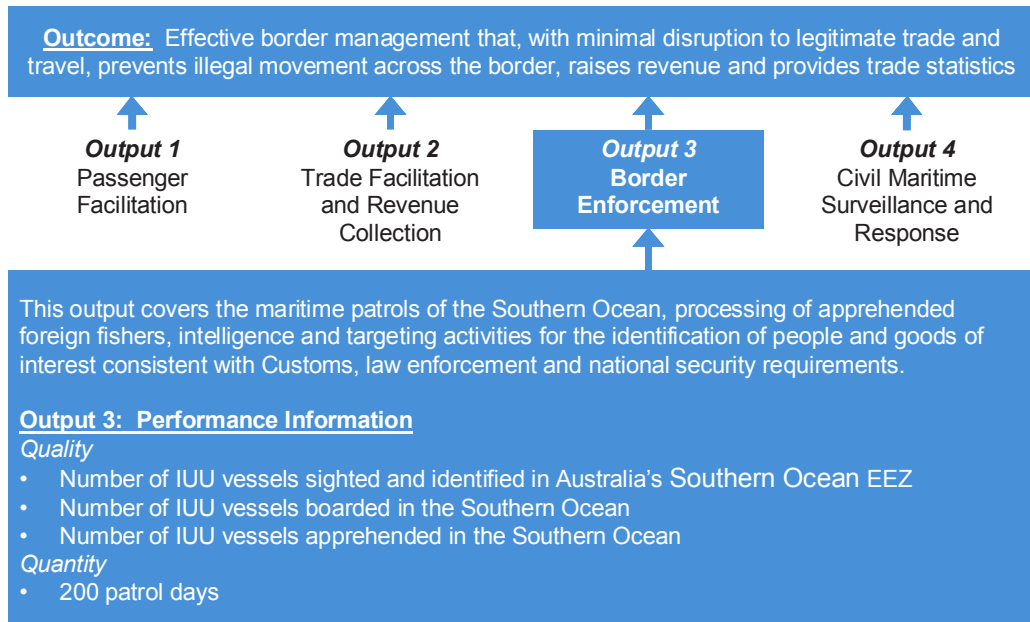 Outcome: Effective border management that, with minimal disruption to legitimate trade and
travel, prevents illegal movement across the border, raises revenue and provides trade statistics
Output 1
Passenger
Facilitation
Output 2
Trade Facilitation
and Revenue
Collection
Output 3
Border
Enforcement
Output 4
Civil Maritime
Surveillance and
Response
This output covers the maritime patrols of the Southern Ocean, processing of apprehended
foreign fishers, intelligence and targeting activities for the identification of people and goods of
interest consistent with Customs, law enforcement and national security requirements.
Output 3: Performance Information
Quality
• Number of IUU vessels sighted and identified in Australia’s Southern Ocean EEZ
• Number of IUU vessels boarded in the Southern Ocean
• Number of IUU vessels apprehended in the Southern Ocean
Quantity
• 200 patrol days